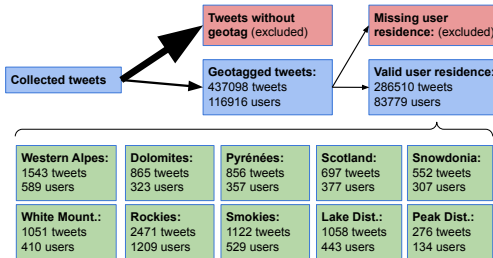 Tweets without
geotag (excluded)
Missing user
residence: (excluded)
Collected tweets
Geotagged tweets:
437098 tweets
116916 users
Valid user residence:
286510 tweets
83779 users
Western Alpes:
1543 tweets
589 users
Dolomites:
865 tweets
323 users
Pyrénées:
856 tweets
357 users
Scotland:
697 tweets
377 users
Snowdonia:
552 tweets
307 users
White Mount.:
1051 tweets
410 users
Rockies:
2471 tweets
1209 users
Smokies:
1122 tweets
529 users
Lake Dist.:
1058 tweets
443 users
Peak Dist.:
276 tweets
134 users